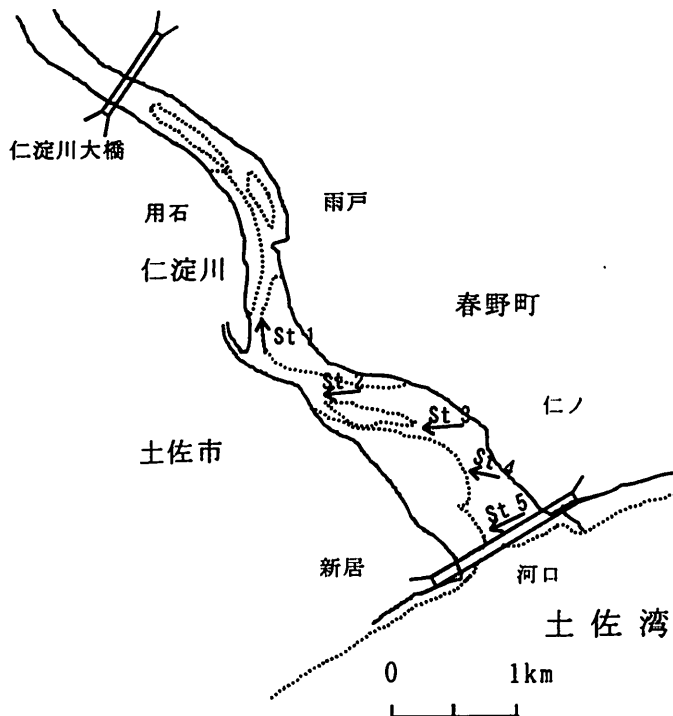 仁淀川大橋
雨戸
用石
仁淀川
春野町
St 1
St 2
仁ノ
St 3
土佐市
St 4
St 5
新居
河口
土佐湾
0 1km